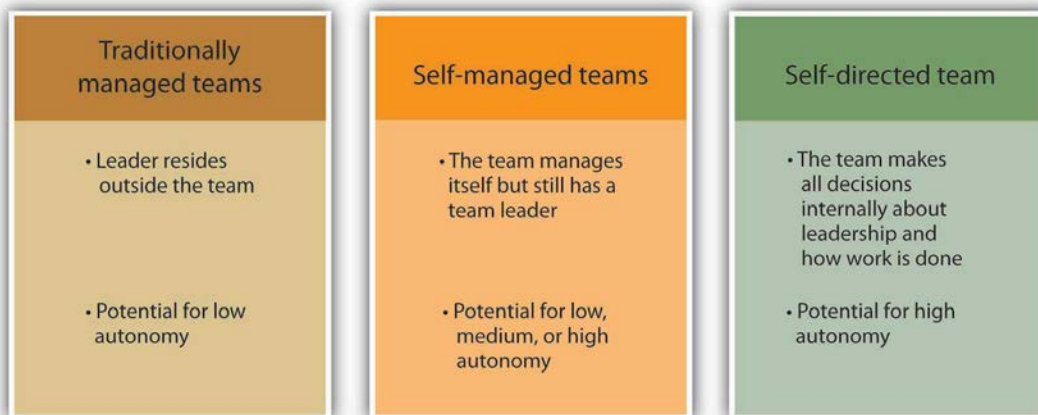 Traditionally
managed teams
• Leader resides
outside the team
• Potential for low
autonomy
Self-managed teams
• The team manages
itself but still has a
team leader
• Potential for low,
medium, or high
autonomy
Self-directed team
• The team makes
all decisions
internally about
leadership and
how work is done
• Potential for high
autonomy